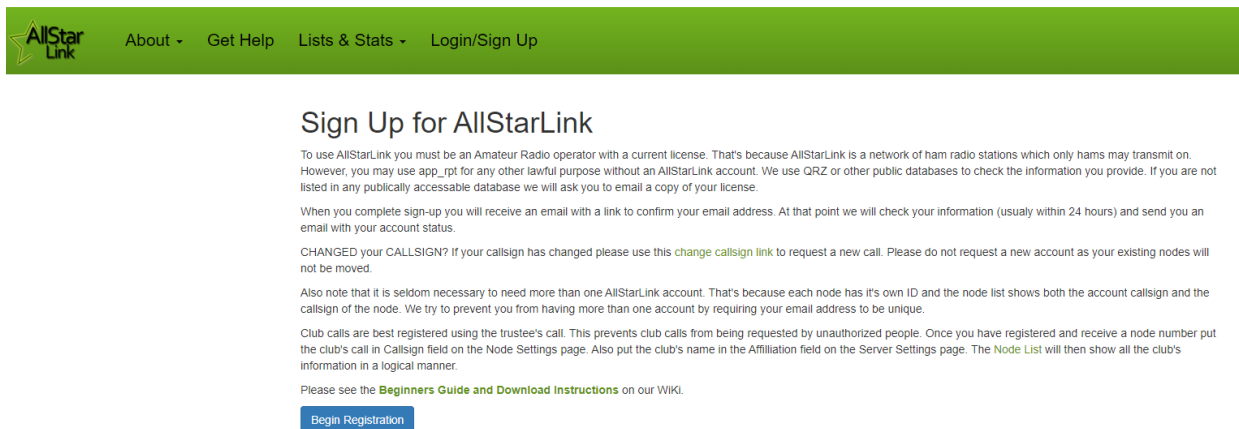 AllStar
Link
About
Get Help
Lists & Stats
Login/Sign Up
Sign Up for AllStarLink
To use AllStarLink you must be an Amateur Radio operator with a current license. That's because AllStarLink is a network of ham radio stations which only hams may transmit on.
However, you may use app_rpt for any other lawful purpose without an AllStarLink account. We use QRZ or other public databases to check the information you provide. If you are not
listed in any publically accessable database we will ask you to email a copy of your license.
When you complete sign-up you will receive an email with a link to confirm your email address. At that point we will check your information (usualy within 24 hours) and send you an
email with your account status.
CHANGED your CALLSIGN? If your callsign has changed please use this change callsign link to request a new call. Please do not request a new account as your existing nodes will
not be moved.
Also note that it is seldom necessary to need more than one AllStarLink account. That's because each node has it's own ID and the node list shows both the account callsign and the
callsign of the node. We try to prevent you from having more than one account by requiring your email address to be unique.
Club calls are best registered using the trustee's call. This prevents club calls from being requested by unauthorized people. Once you have registered and receive a node number put
the club's call in Callsign field on the Node Settings page. Also put the club's name in the Affilliation field on the Server Settings page. The Node List will then show all the club's
information in a logical manner.
Please see the Beginners Guide and Download Instructions on our WiKi.
Begin Registration